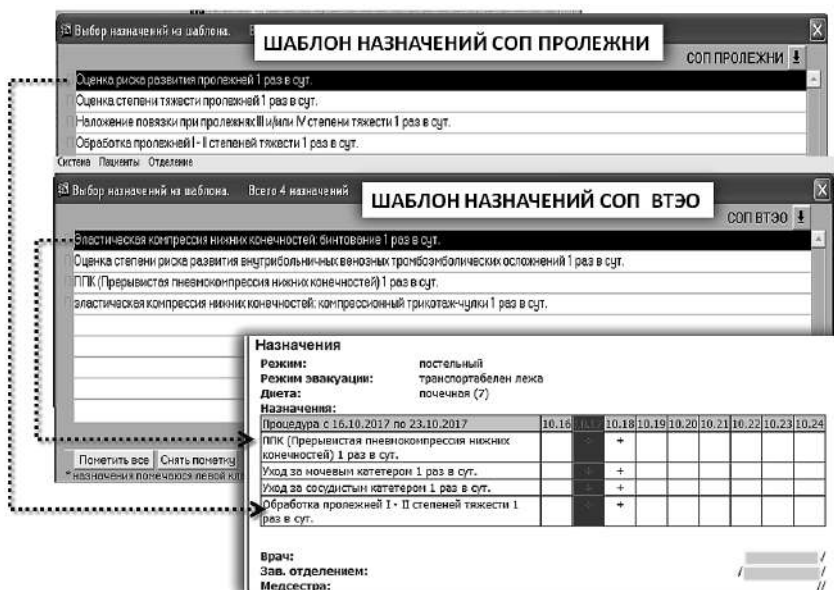 Выбор назначений из шаблона.
ШАБЛОН НАЗНАЧЕНИЙ СОП ПРОЛЕЖНИ
СОП ПРОЛЕЖНИ
Оценка риска развития пролежней 1 раз в сут.
Оценка степени тяжести пролежней 1 раз в сут.
Наложение повязки при пролежнях III и/или IV степени тяжести 1 раз в сут.
Обработка пролежней I - II степеней тяжести 1 раз в сут.
Система Пациенты Отделение
Выбор назначений из шаблона. Всего 4 назначений
ШАБЛОН НАЗНАЧЕНИЙ СОП ВТЭО
СОП ВТЭО
Эластическая компрессия нижних конечностей: бинтование 1 раз в сут.
Оценка степени риска развития внутрибольничных венозных тромбоэмболических осложнений 1 раз в сут.
ППК (Прерывистая пневмокомпрессия нижних конечностей) 1 раз в сут.
эластическая компрессия нижних конечностей: компрессионный трикотаж-чулки 1 раз в сут.
Пометить все Снять пометку
* назначения помечаюся левой
Назначения
Режим: постельный
Режим эвакуации: транспортабелен лежа
Диета: почечная (7)
Назначения:
Процедура с 16.10.2017 по 23.10.2017 10.16 10.17 10.18 10.19 10.20 10.21 10.22 10.23 10.24
ППК (Прерывистая пневмокомпрессия нижних конечностей) 1 раз в сут. + +
Уход за мочевым катетером 1 раз в сут. + +
Уход за сосудистым катетером 1 раз в сут. + +
Обработка пролежней I - II степеней тяжести 1 раз в сут. + +
Врач: /
Зав. отделением: / /
Медсестра: //